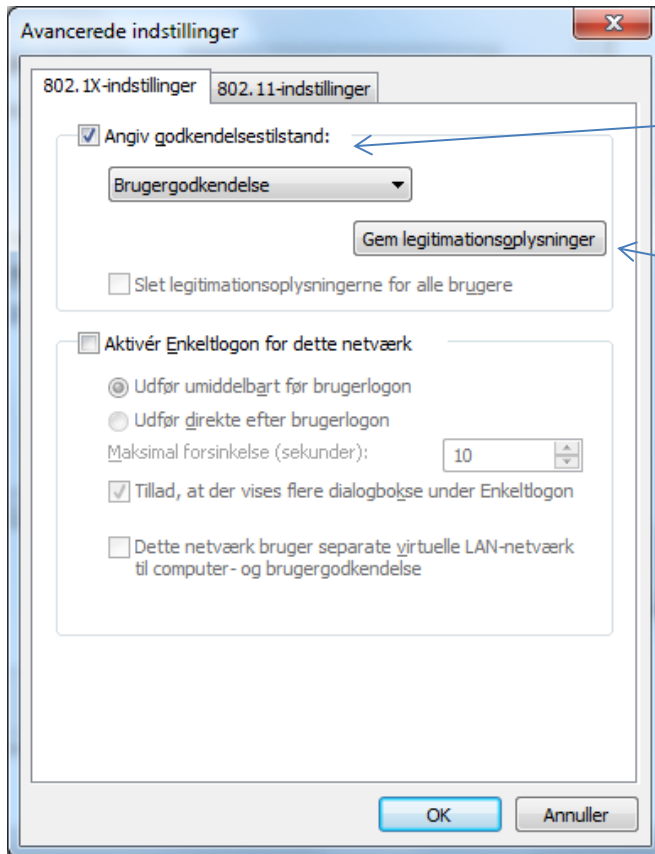 Avancerede indstillinger
802.1X-indstillinger
802.11-indstillinger
Angiv godkendelsestilstand:
Brugergodkendelse
Gem legitimationsoplysninger
Slet legitimationsoplysningerne for alle brugere
Aktivér Enkeltlogon for dette netværk
Udfør umiddelbart før brugerlogon
Udfør direkte efter brugerlogon
Maksimal forsinkelse (sekunder):
10
Tillad, at der vises flere dialogbokse under Enkeltlogon
Dette netværk bruger separate virtuelle LAN-netværk
til computer- og brugergodkendelse
OK
Annuller